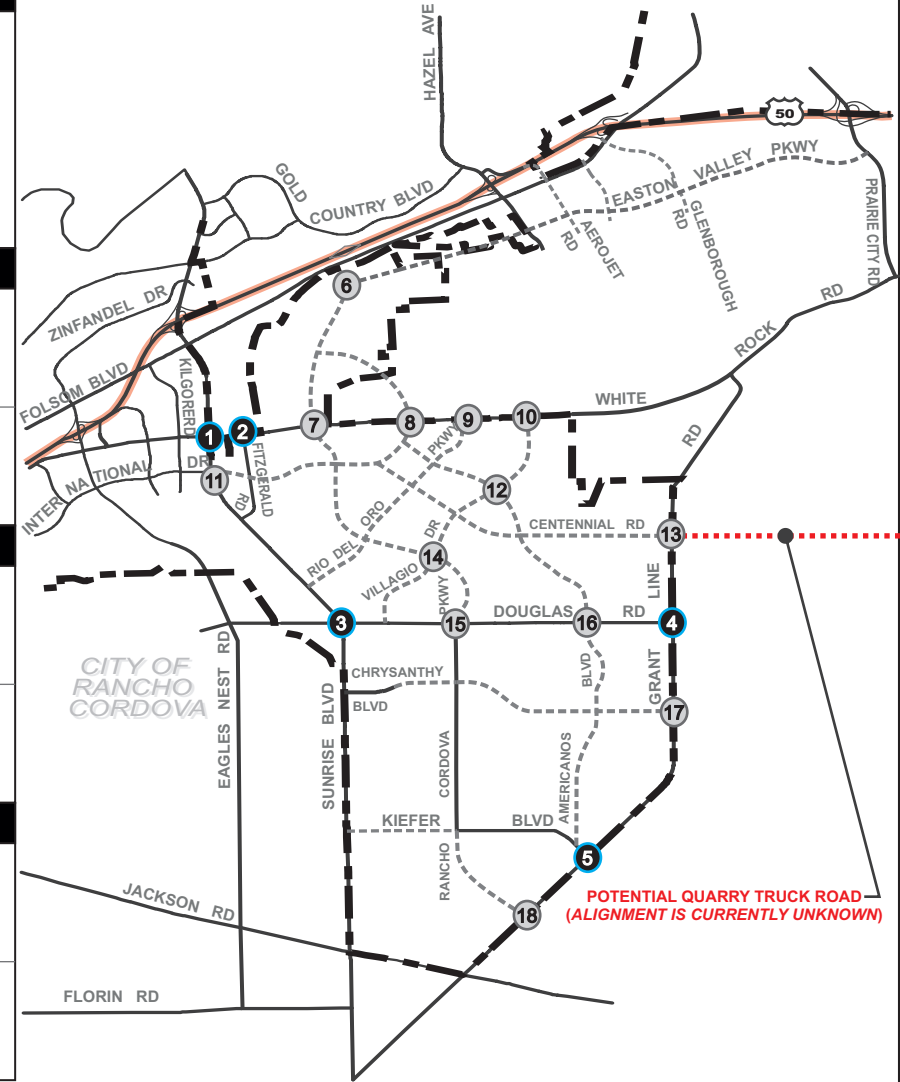 HAZEL AVE
50
GOLD
COUNTRY BLVD
EASTON VALLEY PKWY
AEROJET
RD
GLENBOROUGH
RD
PRAIRIE CITY RD
6
ZINFANDEL DR
FOLSOM BLVD
KILGORE RD
WHITE ROCK RD
1
2
7
8
9
10
11
INTERNATIONAL DR
FITZGERALD
RD
PKWY
RIO DEL ORO
12
RD
CENTENNIAL RD
13
DR
VILLAGIO
14
PKWY
LINE
3
15
DOUGLAS RD
16
4
CITY OF
RANCHO
CORDOVA
EAGLES NEST RD
SUNRISE BLVD
CHRYSANTHY
BLVD
BLVD
GRANT
17
CORDOVA
AMERICANOS
KIEFER BLVD
5
RANCHO
18
POTENTIAL QUARRY TRUCK ROAD
(ALIGNMENT IS CURRENTLY UNKNOWN)
JACKSON RD
FLORIN RD